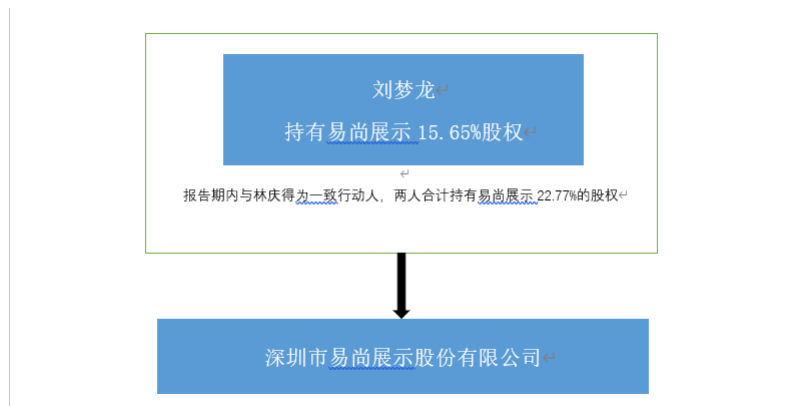 刘梦龙
持有易尚展示 15.65%股权
报告期内与林庆得为一致行动人，两人合计持有易尚展示 22.77%的股权
深圳市易尚展示股份有限公司